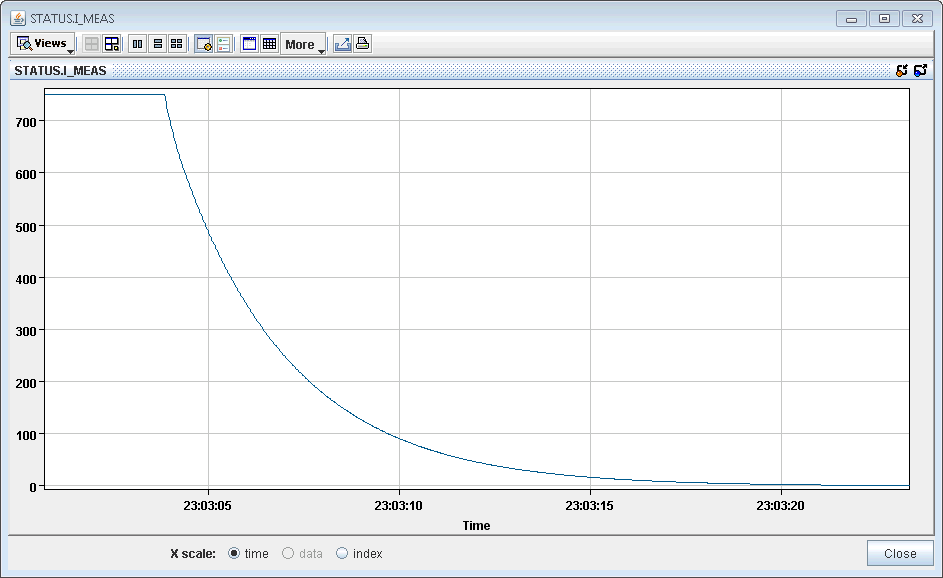 STATUS.I_MEAS
Views
More
STATUS.I_MEAS
700
600
500
400
300
200
100
0
23:03:05 23:03:10 23:03:15 23:03:20
Time
X scale: time data index
Close